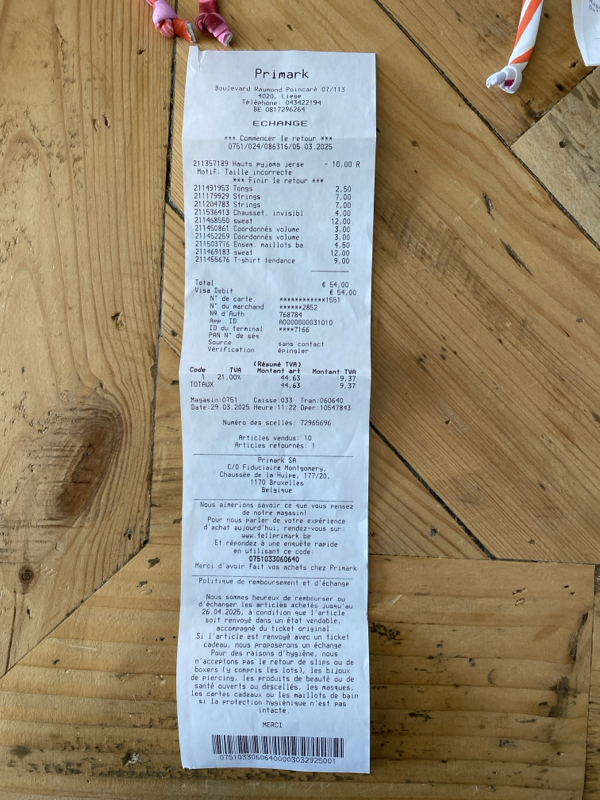 Primark
Boulevard Raymond Poincaré 07/113
4020, Liege
Téléphone: 043422194
BE 0817296264
ECHANGE
*** Commencer le retour ***
0751/024/086316/05.03.2025
211357189 Hauts pyjama jerse - 10,00 R
Motif: Taille incorrecte
*** Finir le retour ***
211491953 Tongs 2,50
211179929 Strings 7,00
211204783 Strings 7,00
211536413 Chausset. invisibl 4,00
211468550 sweat 12,00
211450861 Coordonnés volume 3,00
211452259 Coordonnés volume 3,00
211503776 Ensem. maillots ba 4,50
211469183 sweat 12,00
211455676 T-shirt tendance 9,00
Total € 54,00
Visa Debit € 54,00
N° de carte. ************1551
N° du marchand ******2852
Nº d'Auth 768784
App. ID A0000000031010
ID du terminal ****7166
PAN N° de séq
Source sans contact
Vérification épingler
(Résumé TVA)
Code TVA Montant art Montant TVA
1 21,00% 44,63 9,37
TOTAUX 44,63 9,37
Magasin:0751 Caisse:033 Tran:060640
Date:29.03.2025 Heure:11:22 Oper:10547843
Numéro des scellés: 72965696
Articles vendus: 10
Articles retournés: 1
Primark SA
C/O Fiduciaire Montgomery,
Chaussée de la Hulpe, 177/20,
1170 Bruxelles
Belgique
Nous aimerions savoir ce que vous pensez
de notre magasin!
Pour nous parler de votre expérience
d'achat aujourd'hui, rendez-vous sur:
www.tellprimark.be
Et répondez à une enquête rapide
en utilisant ce code
0751033060640
Merci d'avoir fait vos achats chez Primark
Politique de remboursement et d'échange
Nous sommes heureux de rembourser ou
d'échanger les articles achetés jusqu'au
26.04.2025, à condition que l'article
soit renvoyé dans un état vendable,
accompagné du ticket original.
Si l'article est renvoyé avec un ticket
cadeau, nous proposerons un échange.
Pour des raisons d'hygiène, nous
n'acceptons pas le retour de slips ou de
boxers (y compris les lots), les bijoux
de piercing, les produits de beauté ou de
santé ouverts ou descellés, les masques,
les cartes cadeaux ou les maillots de bain
si la protection hygiénique n'est pas
intacte.
MERCI
07510330606400003032925001